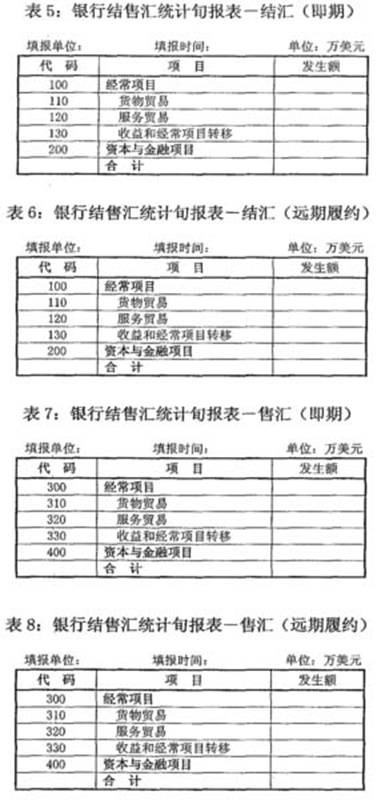 表5：银行结售汇统计旬报表－结汇（即期）
填报单位： 填报时间： 单位：万美元
代 码 项 目 发生额
100 经常项目
110 货物贸易
120 服务贸易
130 收益和经常项目转移
200 资本与金融项目
合 计
表6：银行结售汇统计旬报表－结汇（远期履约）
填报单位： 填报时间： 单位：万美元
代 码 项 目 发生额
100 经常项目
110 货物贸易
120 服务贸易
130 收益和经常项目转移
200 资本与金融项目
合 计
表7：银行结售汇统计旬报表－售汇（即期）
填报单位： 填报时间： 单位：万美元
代 码 项 目 发生额
300 经常项目
310 货物贸易
320 服务贸易
330 收益和经常项目转移
400 资本与金融项目
合 计
表8：银行结售汇统计旬报表－售汇（远期履约）
填报单位： 填报时间： 单位：万美元
代 码 项 目 发生额
300 经常项目
310 货物贸易
320 服务贸易
330 收益和经常项目转移
400 资本与金融项目
合 计